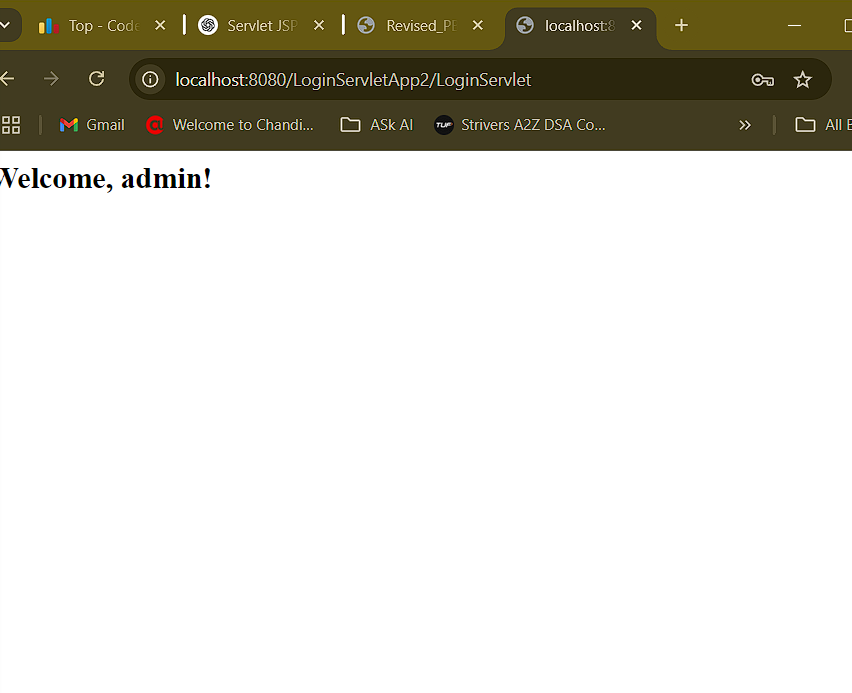 Top - Code
Servlet JSP
Revised_PE
localhost:8
localhost:8080/LoginServletApp2/LoginServlet
Gmail
Welcome to Chandi...
ASk AI
TUF
Strivers A2Z DSA Co...
All B
Welcome, admin!